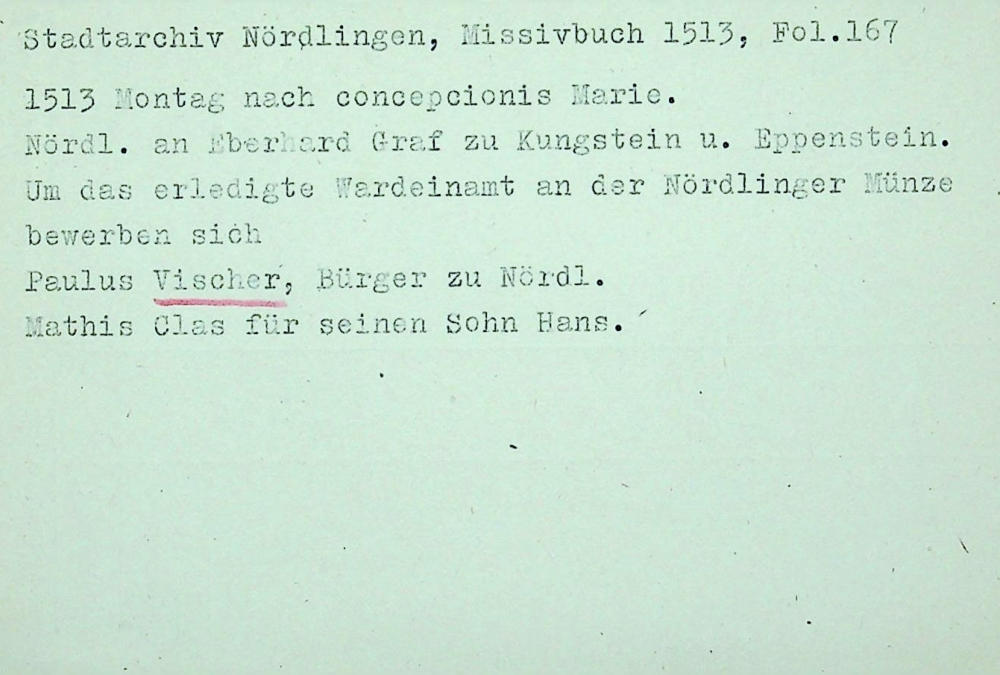 Stadtarchiv Nördlingen, Missivbuch 1513, Fol.167
1513 Montag nach concepcionis Marie.
Nördl. an Eberhard Graf zu Kungstein u. Eppenstein.
Um das erledigte Wardeinamt an der Nördlinger Münze
bewerben sich
Paulus Vischer, Bürger zu Nördl.
Mathis Clas für seinen Sohn Hans.